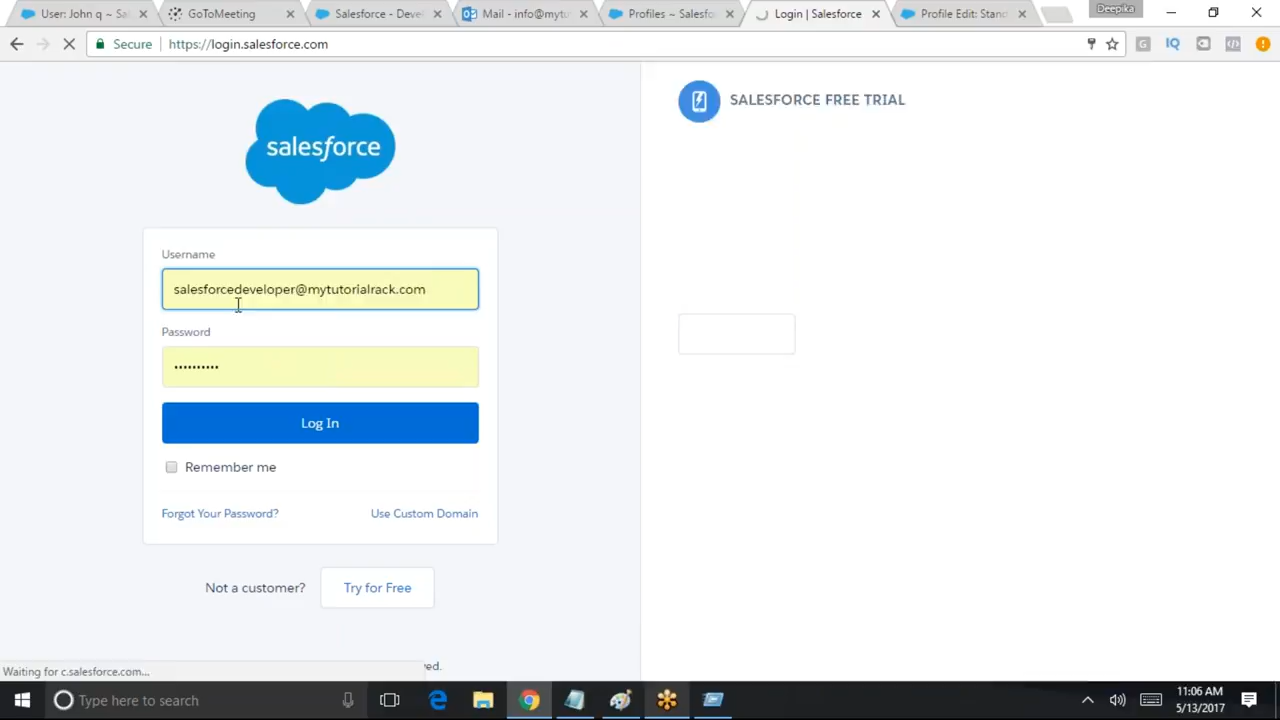 User: John q ~ Sa
GoToMeeting
Salesforce - Deve
Mail - info@mytu
Profiles ~ Salesfo
Login | Salesforce
Profile Edit: Stand
Deepika
Secure
https://login.salesforce.com
G
IQ
salesforce
SALESFORCE FREE TRIAL
Username
salesforcedeveloper@mytutorialrack.com
Password
••••••••••
Log In
Remember me
Forgot Your Password?
Use Custom Domain
Not a customer?
Try for Free
Waiting for c.salesforce.com...
ved.
Type here to search
11:06 AM
5/13/2017